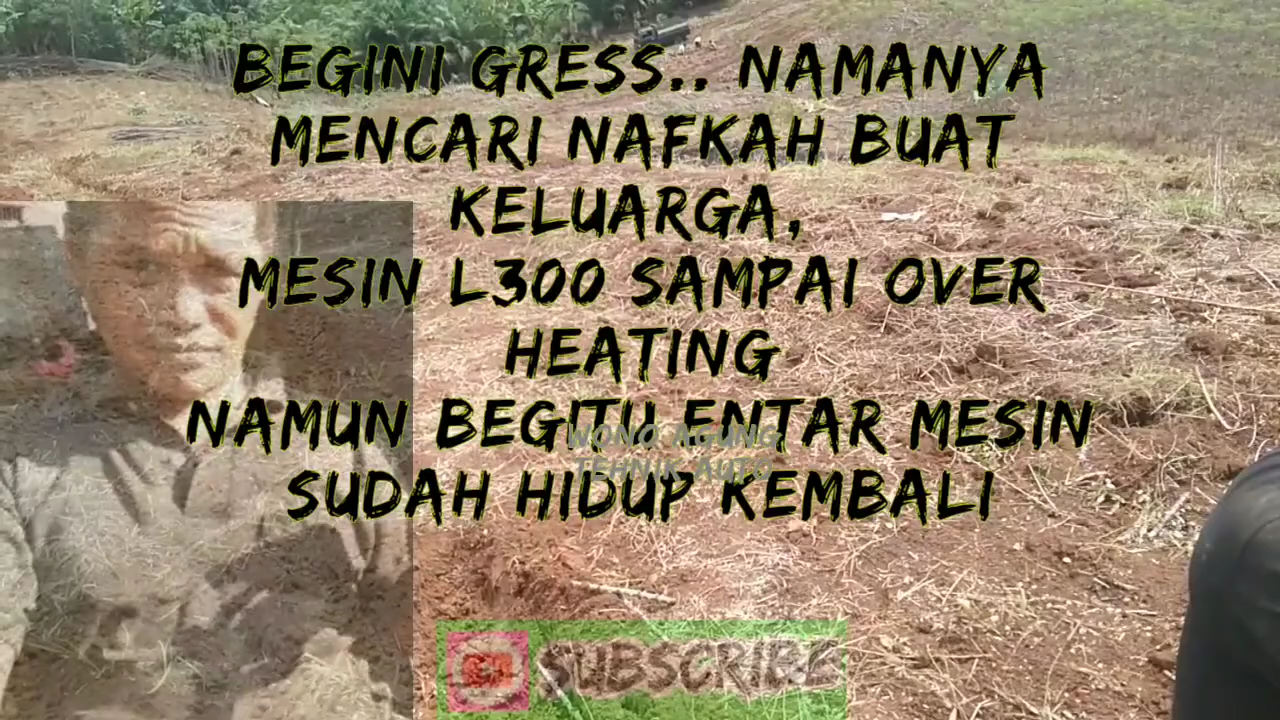 BEGINI GRESS.. NAMANYA
MENCARI NAFKAH BUAT
KELUARGA,
MESIN L300 SAMPAI OVER
HEATING
NAMUN BEGITU ENTAR MESIN
SUDAH HIDUP KEMBALI
WONO AGUNG
TEHNIK AUTO
SUBSCRIBE